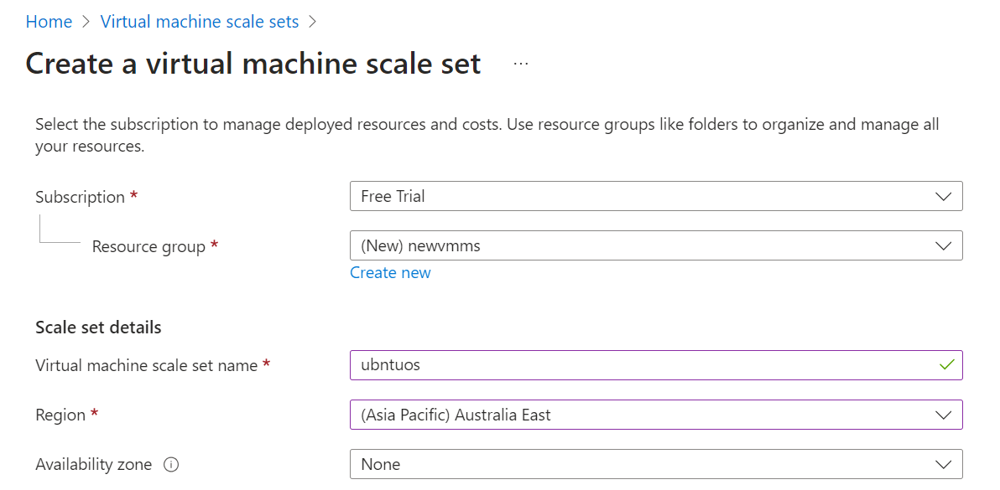 Home > Virtual machine scale sets >
Create a virtual machine scale set ...
Select the subscription to manage deployed resources and costs. Use resource groups like folders to organize and manage all
your resources.
Subscription * Free Trial
Resource group * (New) newvmms
Create new
Scale set details
Virtual machine scale set name * ubntuos
Region * (Asia Pacific) Australia East
Availability zone None